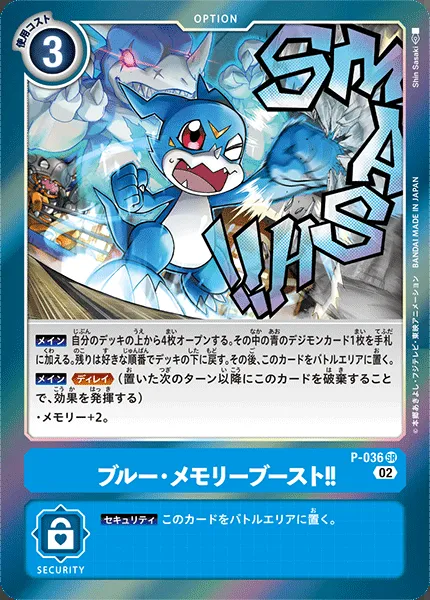 OPTION
使用コスト
3
Shin Sasaki
SMASH!!!
メイン 自分のデッキの上から4枚オープンする。その中の青のデジモンカード1枚を手札
に加える。残りは好きな順番でデッキの下に戻す。その後、このカードをバトルエリアに置く。
メイン ディレイ (置いた次のターン以降にこのカードを破棄すること
で、効果を発揮する)
・メモリー+2。
©本郷あきよし・フジテレビ・東映アニメーション BANDAI MADE IN JAPAN
P-036 SR
02
ブルー・メモリーブースト!!
セキュリティ このカードをバトルエリアに置く。
SECURITY